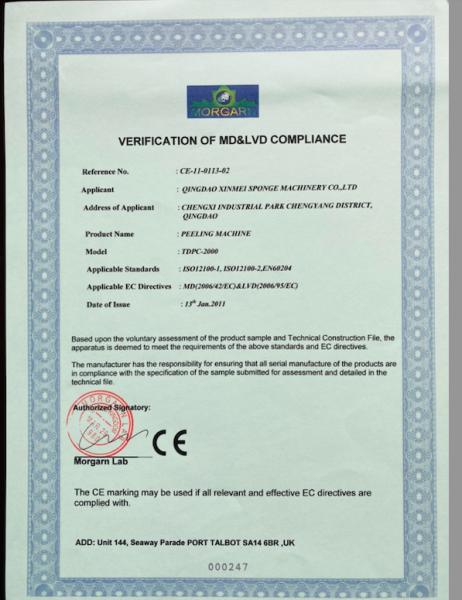 MORGARN
VERIFICATION OF MD&LVD COMPLIANCE
Reference No. : CE-11-0113-02
Applicant : QINGDAO XINMEI SPONGE MACHINERY CO.,LTD
Address of Applicant : CHENGXI INDUSTRIAL PARK CHENGYANG DISTRICT,
QINGDAO
Product Name : PEELING MACHINE
Model : TDPC-2000
Applicable Standards : ISO12100-1, ISO12100-2,EN60204
Applicable EC Directives : MD(2006/42/EC)&LVD(2006/95/EC)
Date of Issue : 13th Jan.2011
Based upon the voluntary assessment of the product sample and Technical Construction File, the
apparatus is deemed to meet the requirements of the above standards and EC directives.
The manufacturer has the responsibility for ensuring that all serial manufacture of the products are
in compliance with the specification of the sample submitted for assessment and detailed in the
technical file.
Authorized Signatory:
CE
Morgarn Lab
The CE marking may be used if all relevant and effective EC directives are
complied with.
ADD: Unit 144, Seaway Parade PORT TALBOT SA14 6BR ,UK
000247